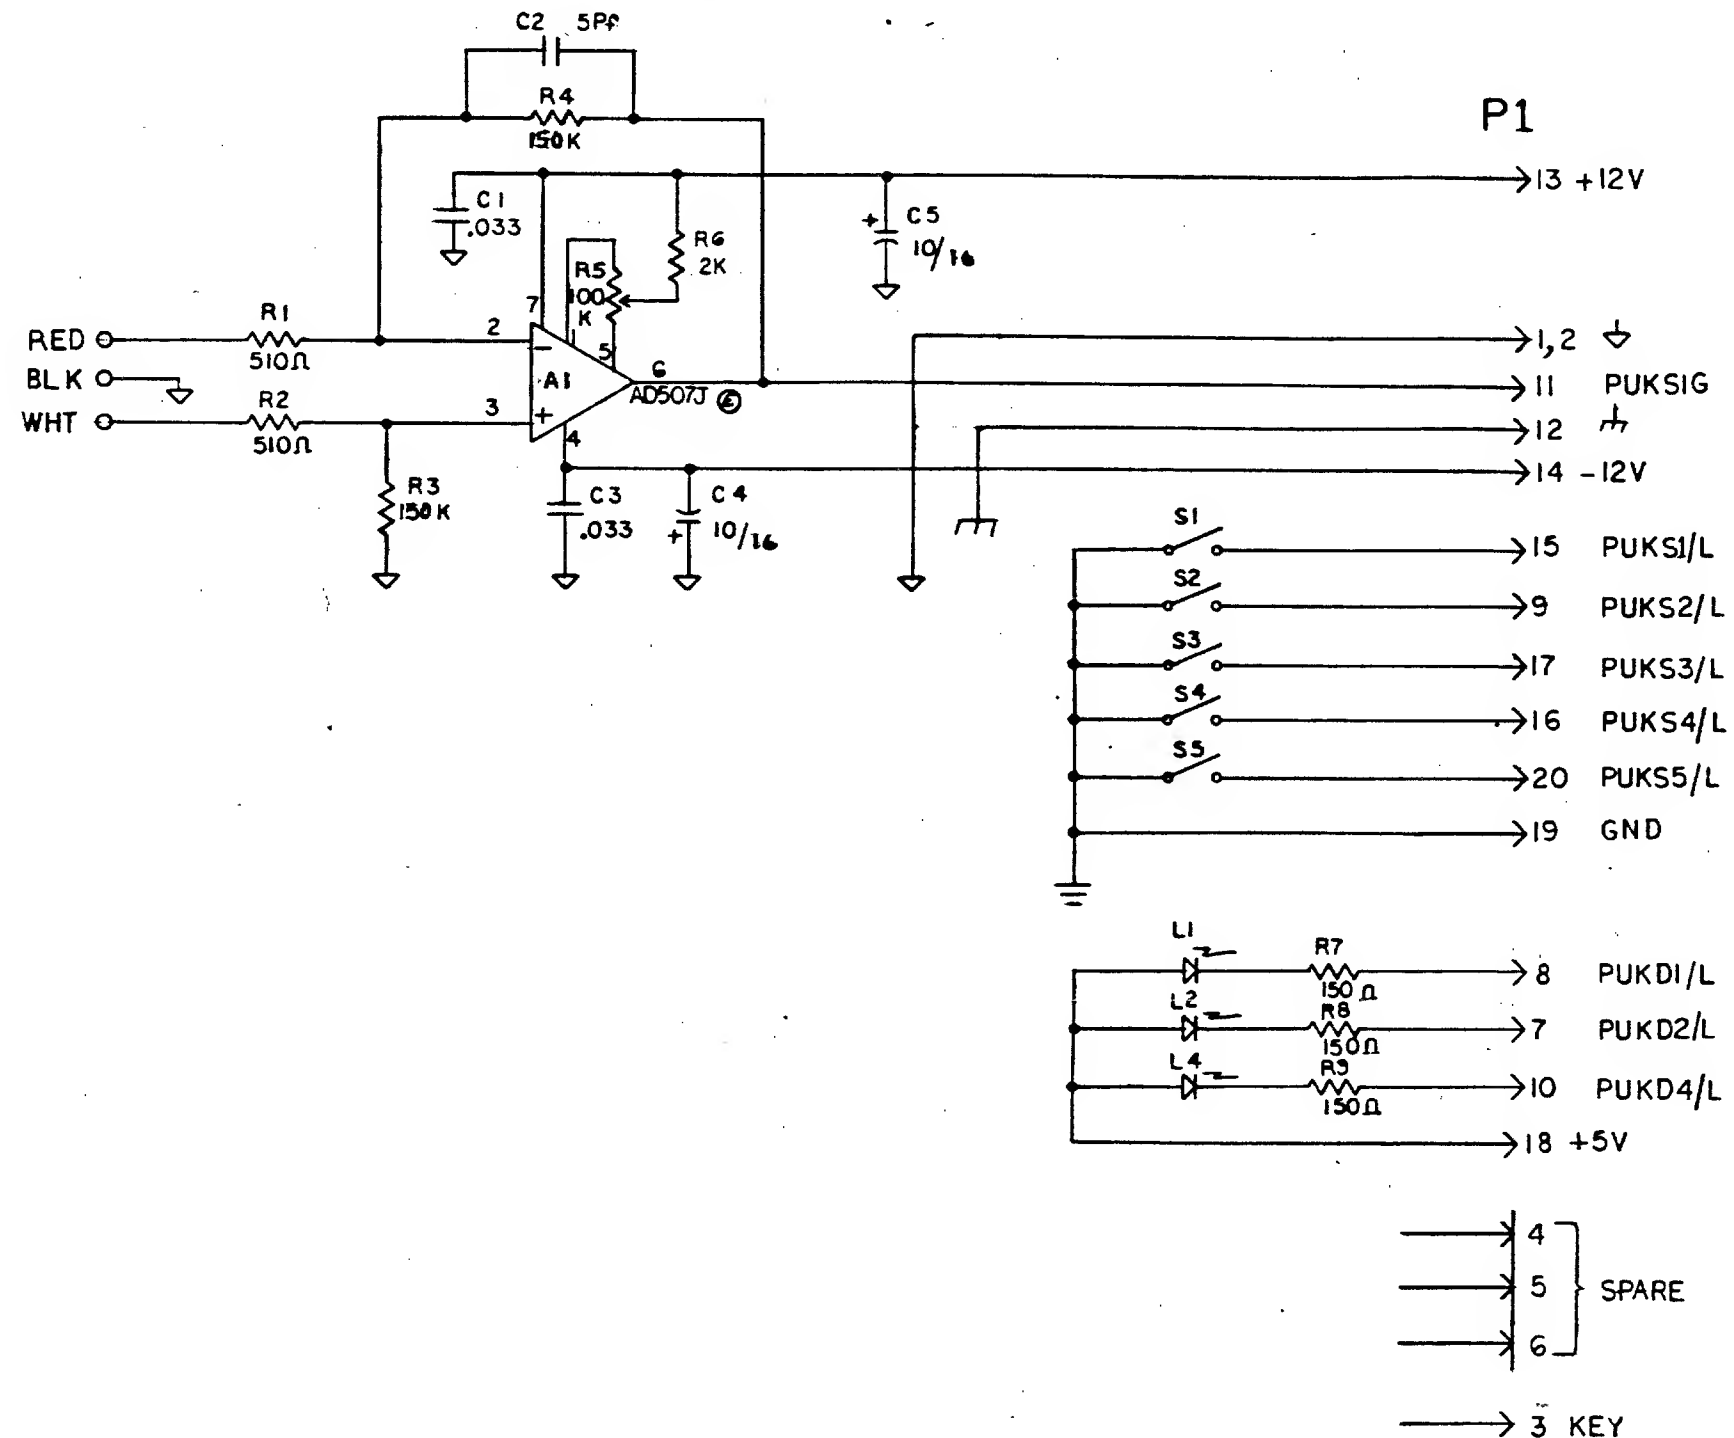 C2 5Pf
R4
150K
P1
13 +12V
C1
.033
C5
10/16
R6
2K
R5
100
K
7
R1
510Ω
RED
2
1
5
1,2
BLK
A1
6
AD507J E
11 PUKSIG
R2
510Ω
WHT
3
4
12
14 -12V
R3
150K
C3
.033
C4
10/16
S1
15 PUKS1/L
S2
9 PUKS2/L
S3
17 PUKS3/L
S4
16 PUKS4/L
S5
20 PUKS5/L
19 GND
L1
R7
150Ω
8 PUKD1/L
L2
R8
150Ω
7 PUKD2/L
L4
R9
150Ω
10 PUKD4/L
18 +5V
4
5 SPARE
6
3 KEY